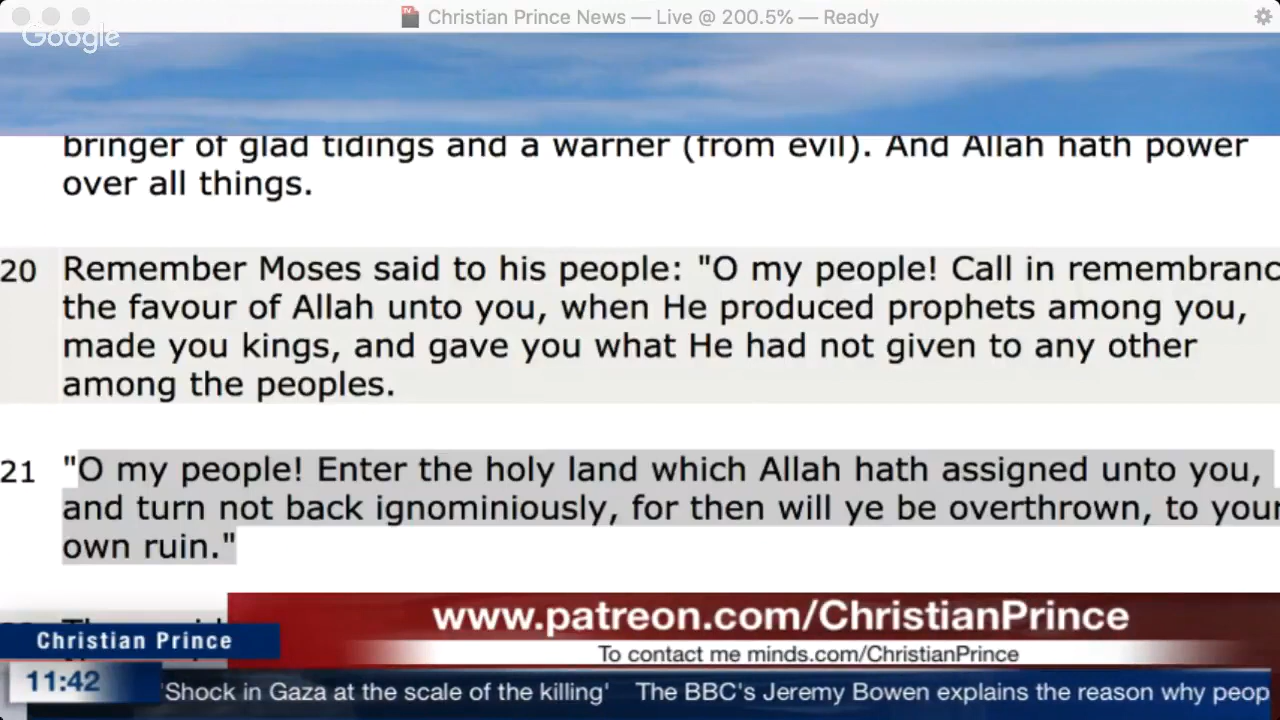 Christian Prince News — Live @ 200.5% — Ready
Google
bringer of glad tidings and a warner (from evil). And Allah hath power
over all things.
20 Remember Moses said to his people: "O my people! Call in remembranc
the favour of Allah unto you, when He produced prophets among you,
made you kings, and gave you what He had not given to any other
among the peoples.
21 "O my people! Enter the holy land which Allah hath assigned unto you,
and turn not back ignominiously, for then will ye be overthrown, to your
own ruin."
www.patreon.com/ChristianPrince
Christian Prince
To contact me minds.com/ChristianPrince
11:42 'Shock in Gaza at the scale of the killing' The BBC's Jeremy Bowen explains the reason why peop